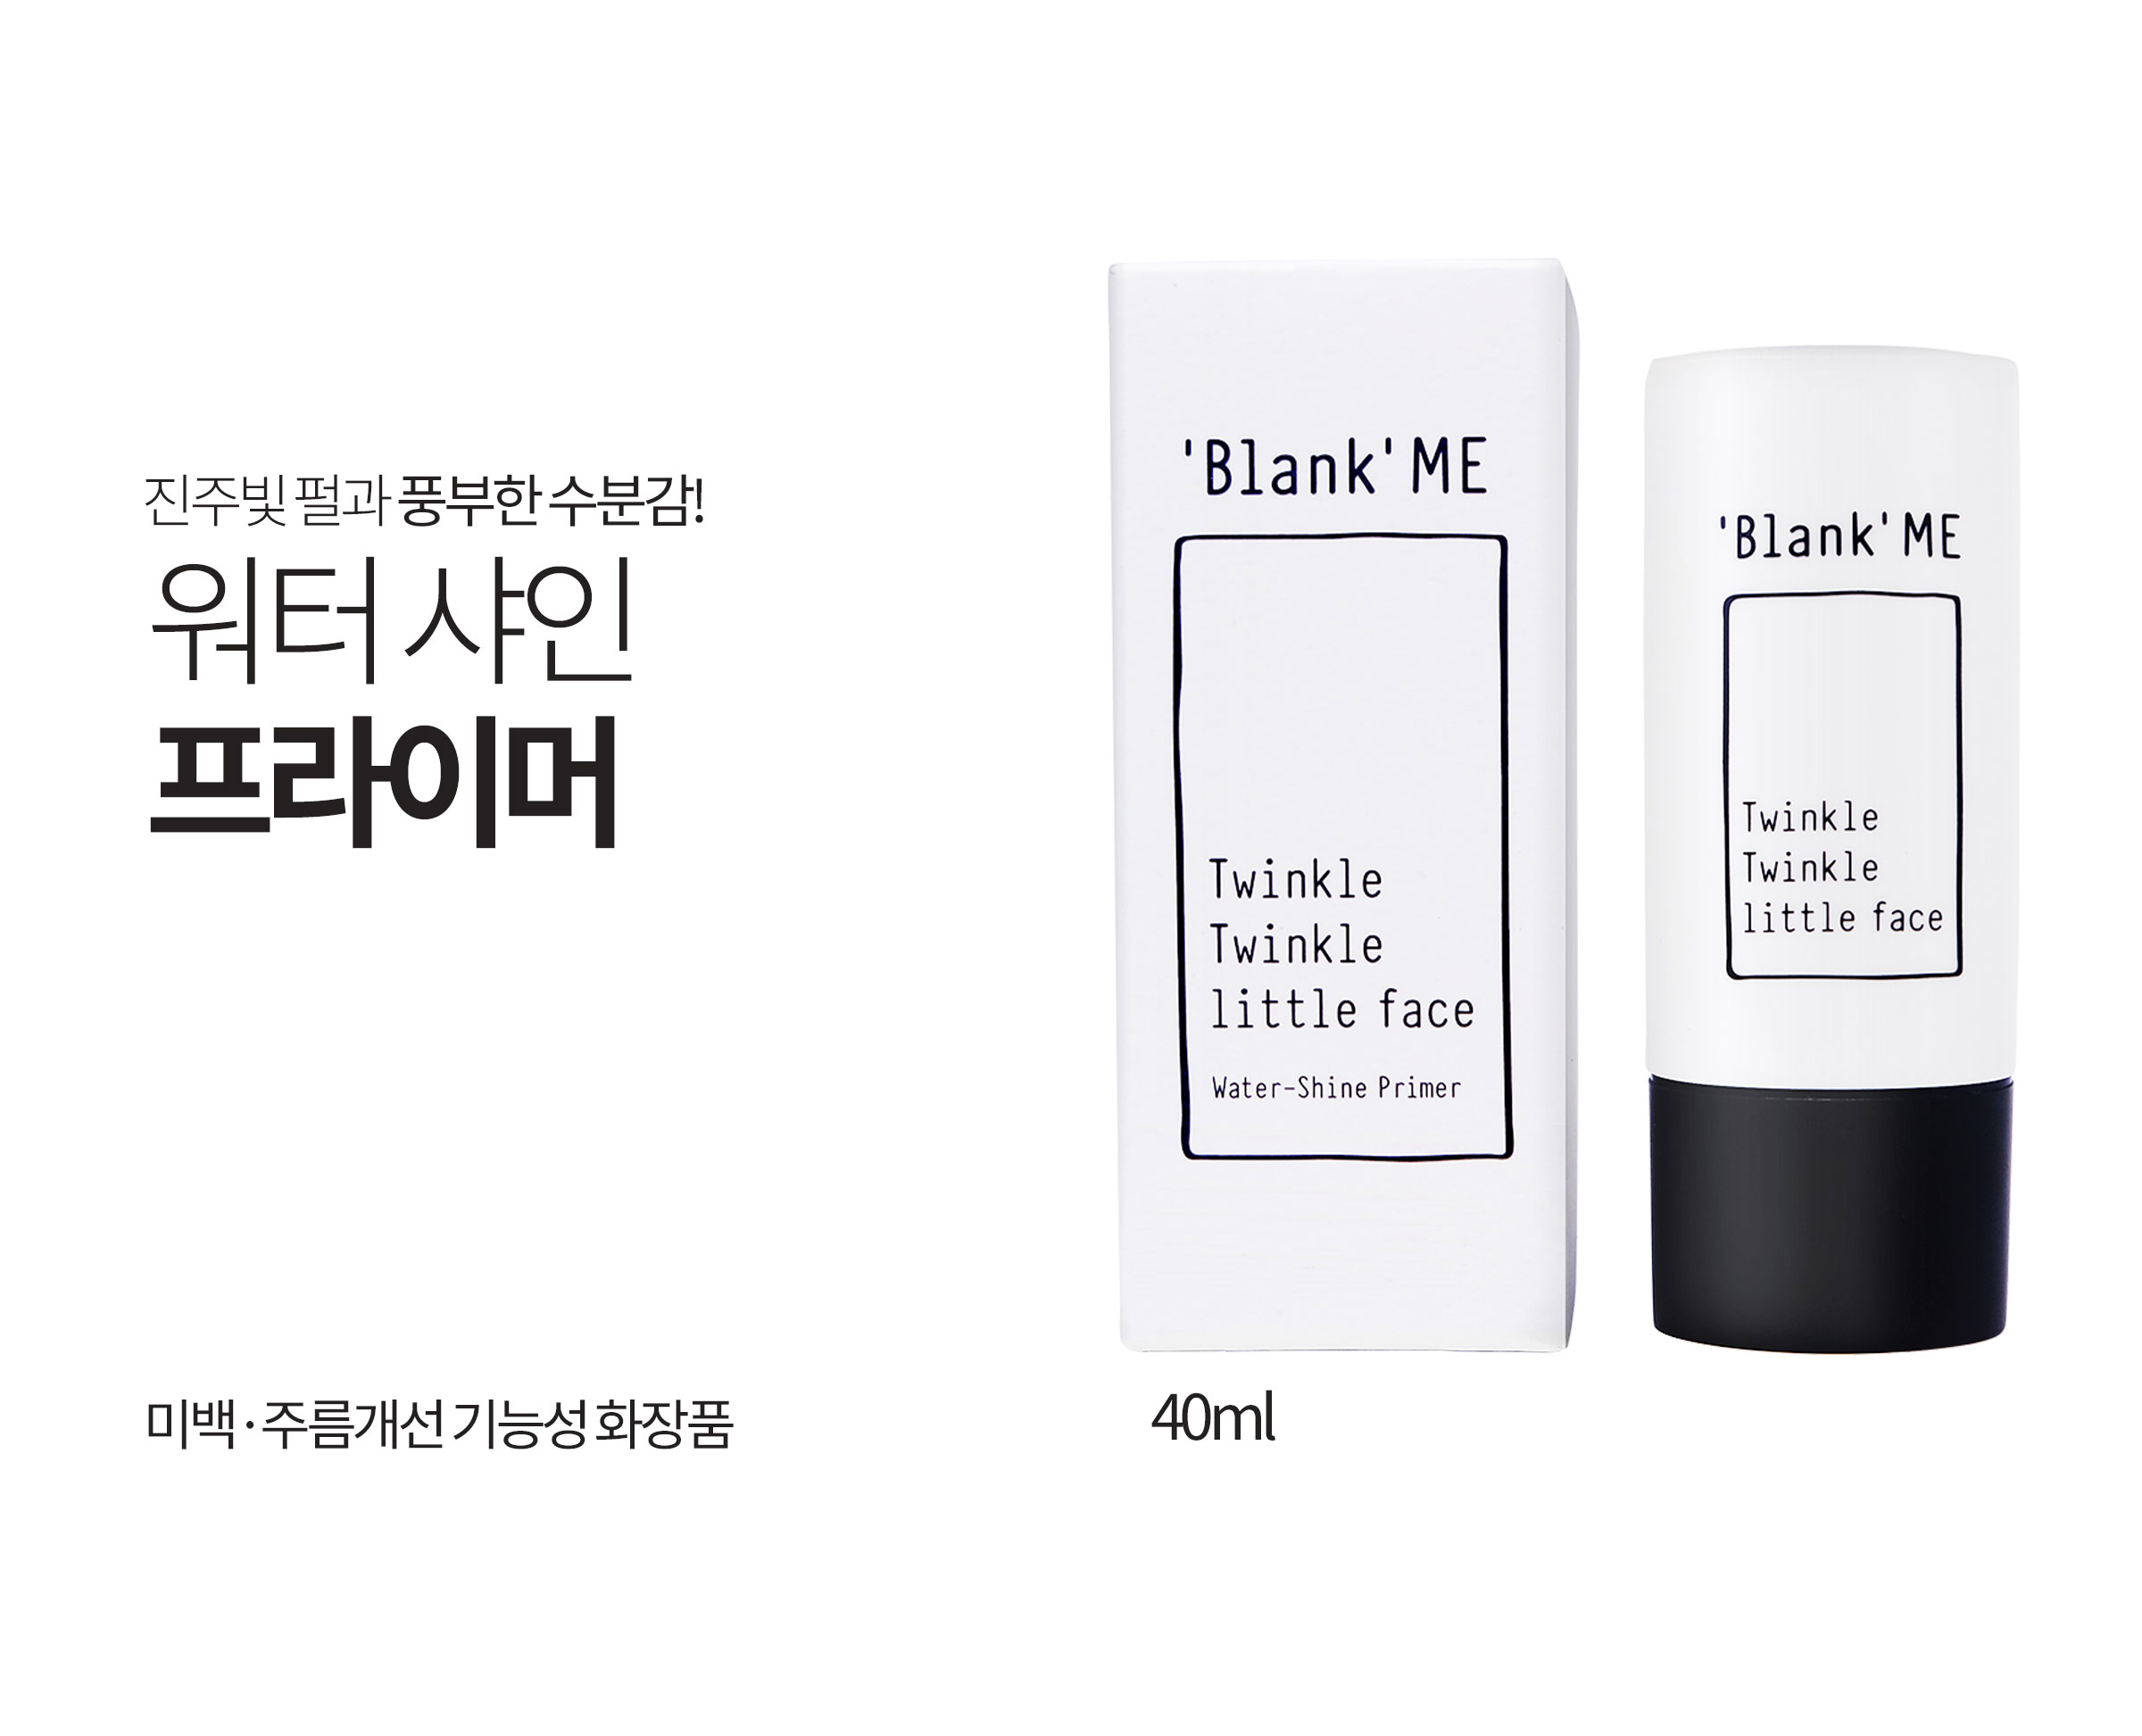 진주빛 펄과 풍부한 수분감!
워터 샤인
프라이머
미백·주름개선 기능성 화장품
'Blank' ME
Twinkle
Twinkle
little face
Water-Shine Primer
40ml
'Blank' ME
Twinkle
Twinkle
little face